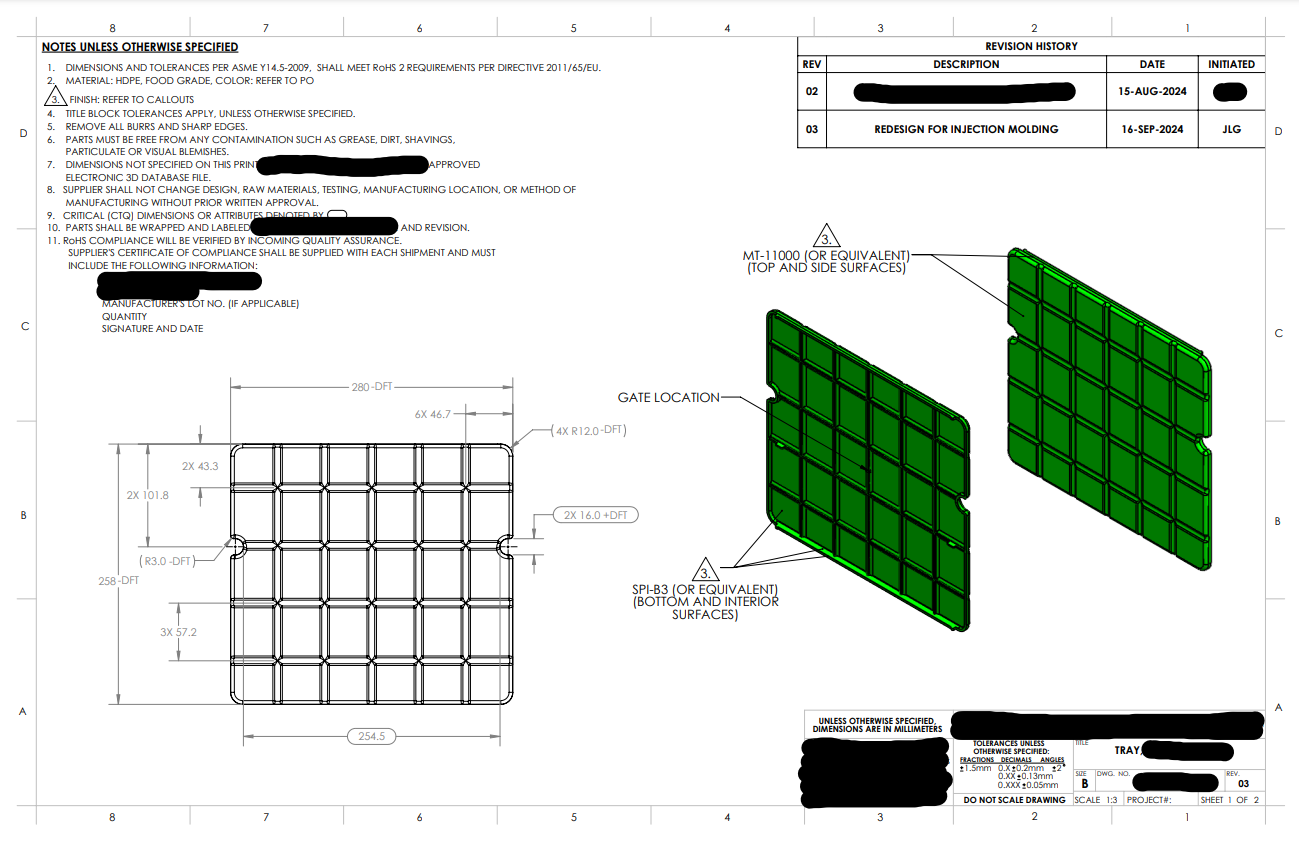 8 7 6 5 4 3 2 1
NOTES UNLESS OTHERWISE SPECIFIED
1. DIMENSIONS AND TOLERANCES PER ASME Y14.5-2009, SHALL MEET RoHS 2 REQUIREMENTS PER DIRECTIVE 2011/65/EU.
2. MATERIAL: HDPE, FOOD GRADE, COLOR: REFER TO PO
3. FINISH: REFER TO CALLOUTS
4. TITLE BLOCK TOLERANCES APPLY, UNLESS OTHERWISE SPECIFIED.
5. REMOVE ALL BURRS AND SHARP EDGES.
6. PARTS MUST BE FREE FROM ANY CONTAMINATION SUCH AS GREASE, DIRT, SHAVINGS,
PARTICULATE OR VISUAL BLEMISHES.
7. DIMENSIONS NOT SPECIFIED ON THIS PRINT APPROVED
ELECTRONIC 3D DATABASE FILE.
8. SUPPLIER SHALL NOT CHANGE DESIGN, RAW MATERIALS, TESTING, MANUFACTURING LOCATION, OR METHOD OF
MANUFACTURING WITHOUT PRIOR WRITTEN APPROVAL.
9. CRITICAL (CTQ) DIMENSIONS OR ATTRIBUTES DENOTED BY
10. PARTS SHALL BE WRAPPED AND LABELED AND REVISION.
11. RoHS COMPLIANCE WILL BE VERIFIED BY INCOMING QUALITY ASSURANCE.
SUPPLIER'S CERTIFICATE OF COMPLIANCE SHALL BE SUPPLIED WITH EACH SHIPMENT AND MUST
INCLUDE THE FOLLOWING INFORMATION:
MANUFACTURER'S LOT NO. (IF APPLICABLE)
QUANTITY
SIGNATURE AND DATE
REVISION HISTORY
REV DESCRIPTION DATE INITIATED
02 15-AUG-2024
03 REDESIGN FOR INJECTION MOLDING 16-SEP-2024 JLG
D D
C C
B B
A A
3.
MT-11000 (OR EQUIVALENT)
(TOP AND SIDE SURFACES)
GATE LOCATION
3.
SPI-B3 (OR EQUIVALENT)
(BOTTOM AND INTERIOR
SURFACES)
280 -DFT
6X 46.7
(4X R12.0 -DFT)
2X 43.3
2X 101.8
2X 16.0 +DFT
(R3.0 -DFT)
258 -DFT
3X 57.2
254.5
UNLESS OTHERWISE SPECIFIED,
DIMENSIONS ARE IN MILLIMETERS
TOLERANCES UNLESS
OTHERWISE SPECIFIED:
FRACTIONS DECIMALS ANGLES
±1.5mm 0.X±0.2mm ±2°
0.XX±0.13mm
0.XXX±0.05mm
DO NOT SCALE DRAWING
TITLE
TRAY,
SIZE DWG. NO. REV.
B 03
SCALE 1:3 PROJECT#: SHEET 1 OF 2
8 7 6 5 4 3 2 1